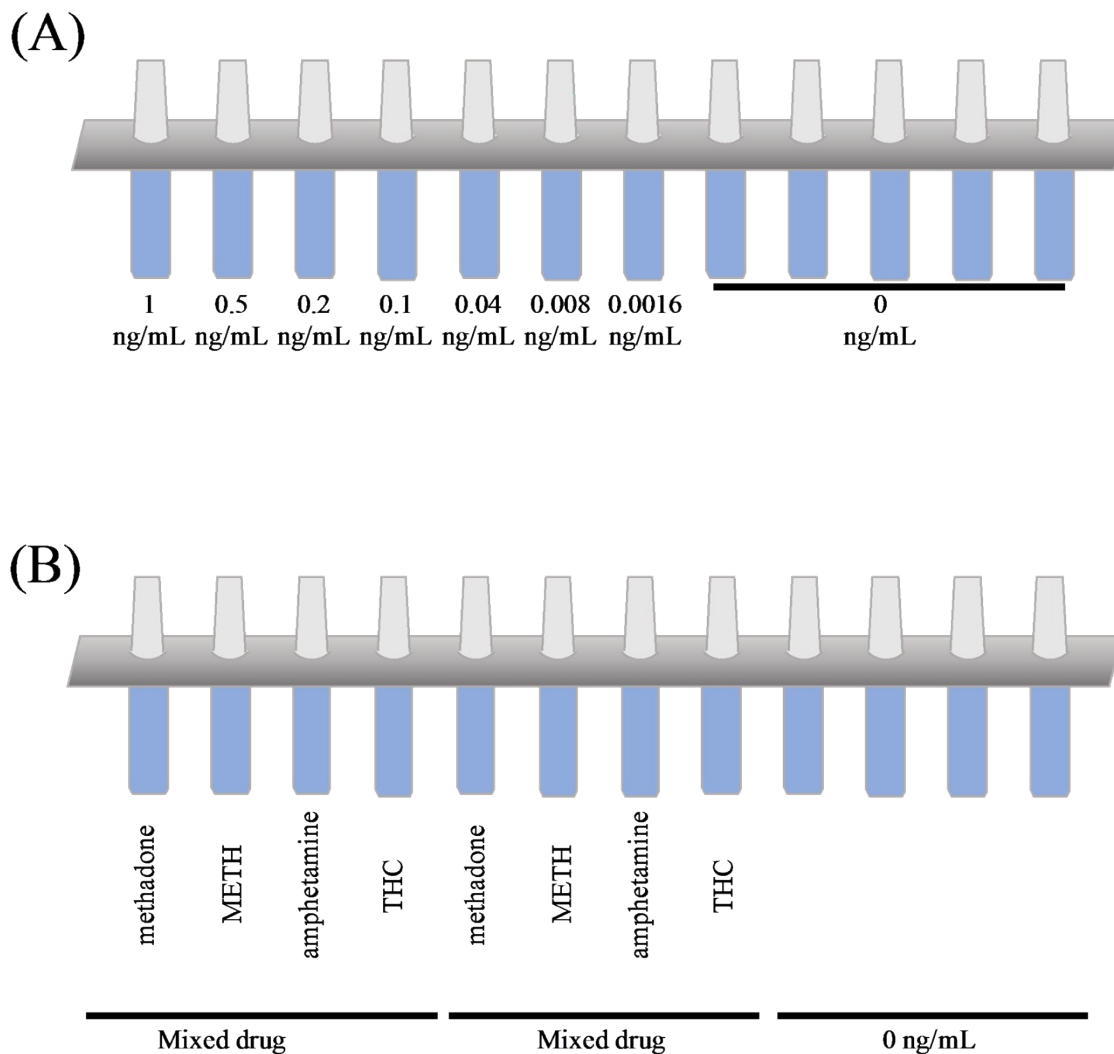 (A)
1 0.5 0.2 0.1 0.04 0.008 0.0016 0
ng/mL ng/mL ng/mL ng/mL ng/mL ng/mL ng/mL ng/mL
(B)
methadone
METH
amphetamine
THC
methadone
METH
amphetamine
THC
Mixed drug Mixed drug 0 ng/mL